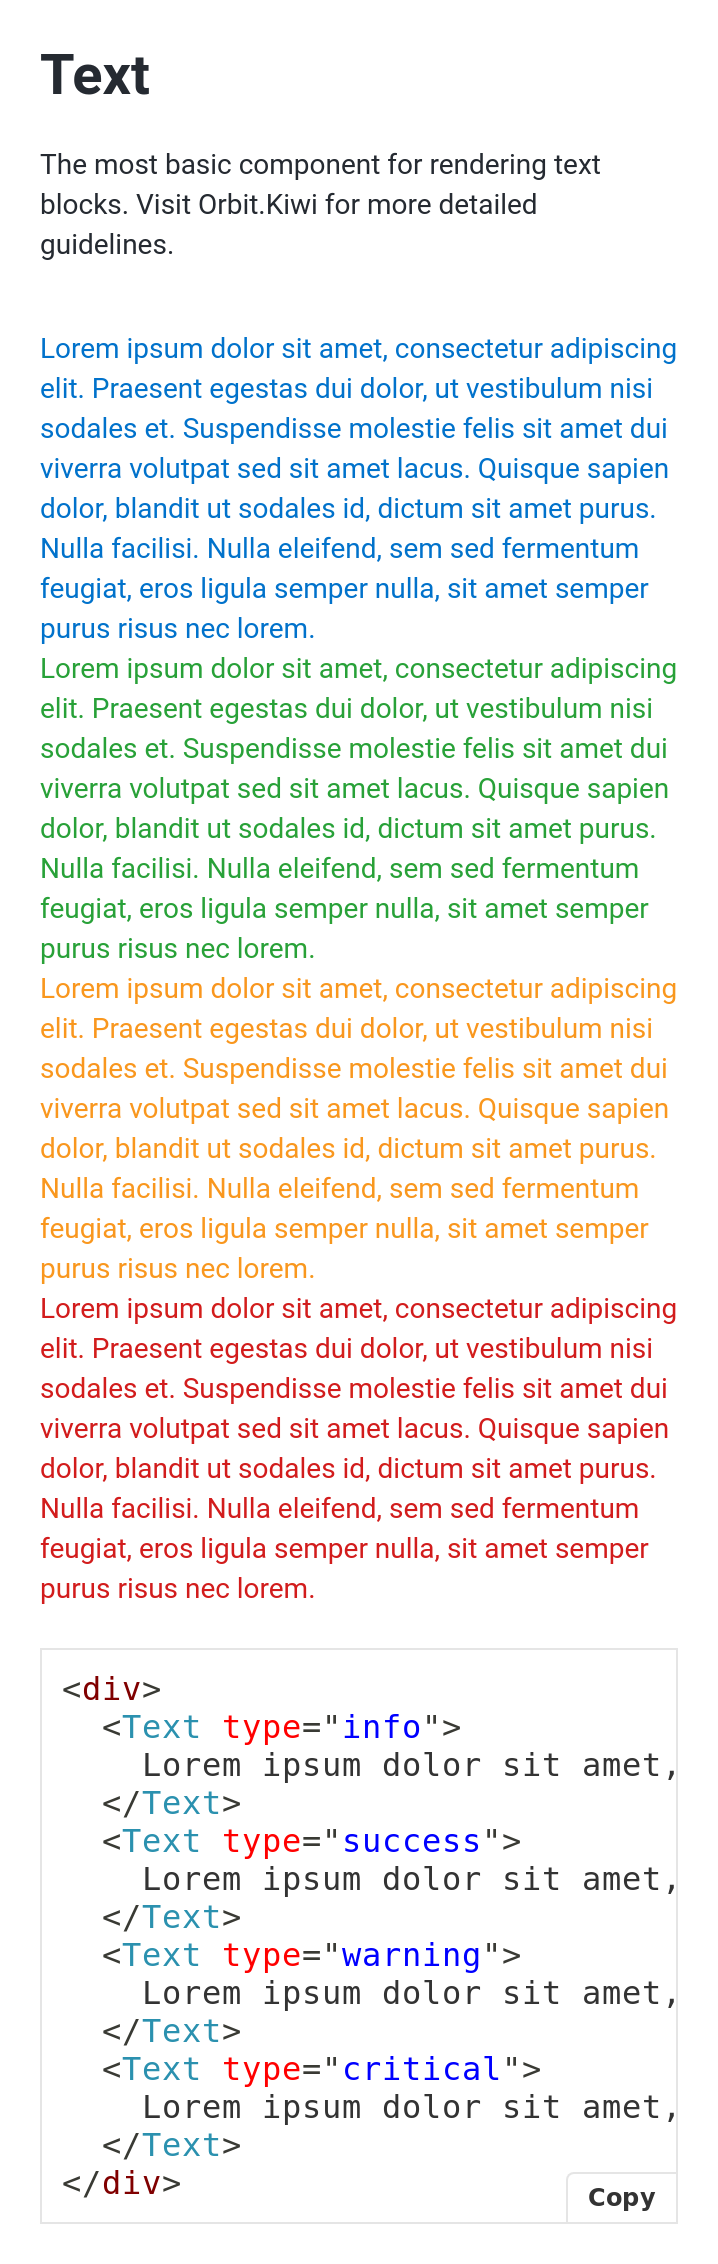 Text
The most basic component for rendering text
blocks. Visit Orbit.Kiwi for more detailed
guidelines.
Lorem ipsum dolor sit amet, consectetur adipiscing
elit. Praesent egestas dui dolor, ut vestibulum nisi
sodales et. Suspendisse molestie felis sit amet dui
viverra volutpat sed sit amet lacus. Quisque sapien
dolor, blandit ut sodales id, dictum sit amet purus.
Nulla facilisi. Nulla eleifend, sem sed fermentum
feugiat, eros ligula semper nulla, sit amet semper
purus risus nec lorem.
Lorem ipsum dolor sit amet, consectetur adipiscing
elit. Praesent egestas dui dolor, ut vestibulum nisi
sodales et. Suspendisse molestie felis sit amet dui
viverra volutpat sed sit amet lacus. Quisque sapien
dolor, blandit ut sodales id, dictum sit amet purus.
Nulla facilisi. Nulla eleifend, sem sed fermentum
feugiat, eros ligula semper nulla, sit amet semper
purus risus nec lorem.
Lorem ipsum dolor sit amet, consectetur adipiscing
elit. Praesent egestas dui dolor, ut vestibulum nisi
sodales et. Suspendisse molestie felis sit amet dui
viverra volutpat sed sit amet lacus. Quisque sapien
dolor, blandit ut sodales id, dictum sit amet purus.
Nulla facilisi. Nulla eleifend, sem sed fermentum
feugiat, eros ligula semper nulla, sit amet semper
purus risus nec lorem.
Lorem ipsum dolor sit amet, consectetur adipiscing
elit. Praesent egestas dui dolor, ut vestibulum nisi
sodales et. Suspendisse molestie felis sit amet dui
viverra volutpat sed sit amet lacus. Quisque sapien
dolor, blandit ut sodales id, dictum sit amet purus.
Nulla facilisi. Nulla eleifend, sem sed fermentum
feugiat, eros ligula semper nulla, sit amet semper
purus risus nec lorem.
<div>
  <Text type="info">
    Lorem ipsum dolor sit amet,
  </Text>
  <Text type="success">
    Lorem ipsum dolor sit amet,
  </Text>
  <Text type="warning">
    Lorem ipsum dolor sit amet,
  </Text>
  <Text type="critical">
    Lorem ipsum dolor sit amet,
  </Text>
</div>
Copy